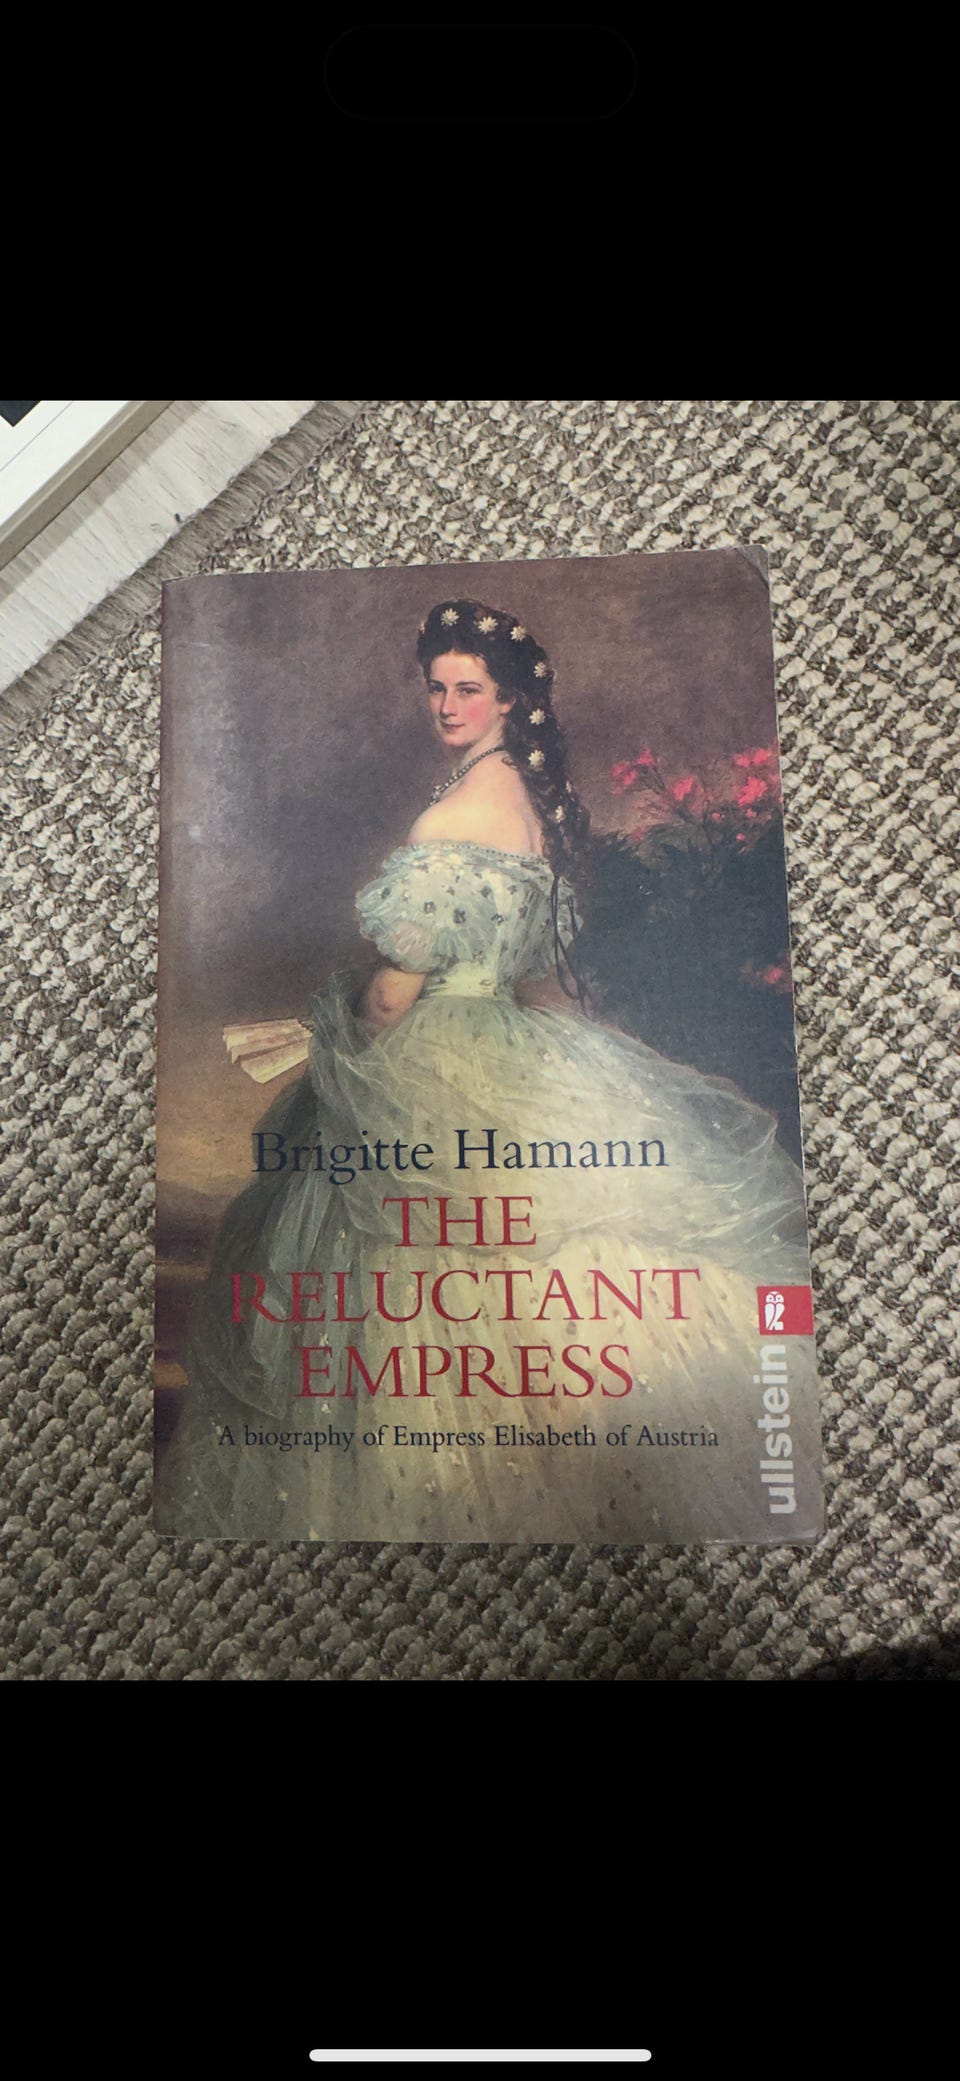 Brigitte Hamann
THE
RELUCTANT
EMPRESS
A biography of Empress Elisabeth of Austria
ullstein